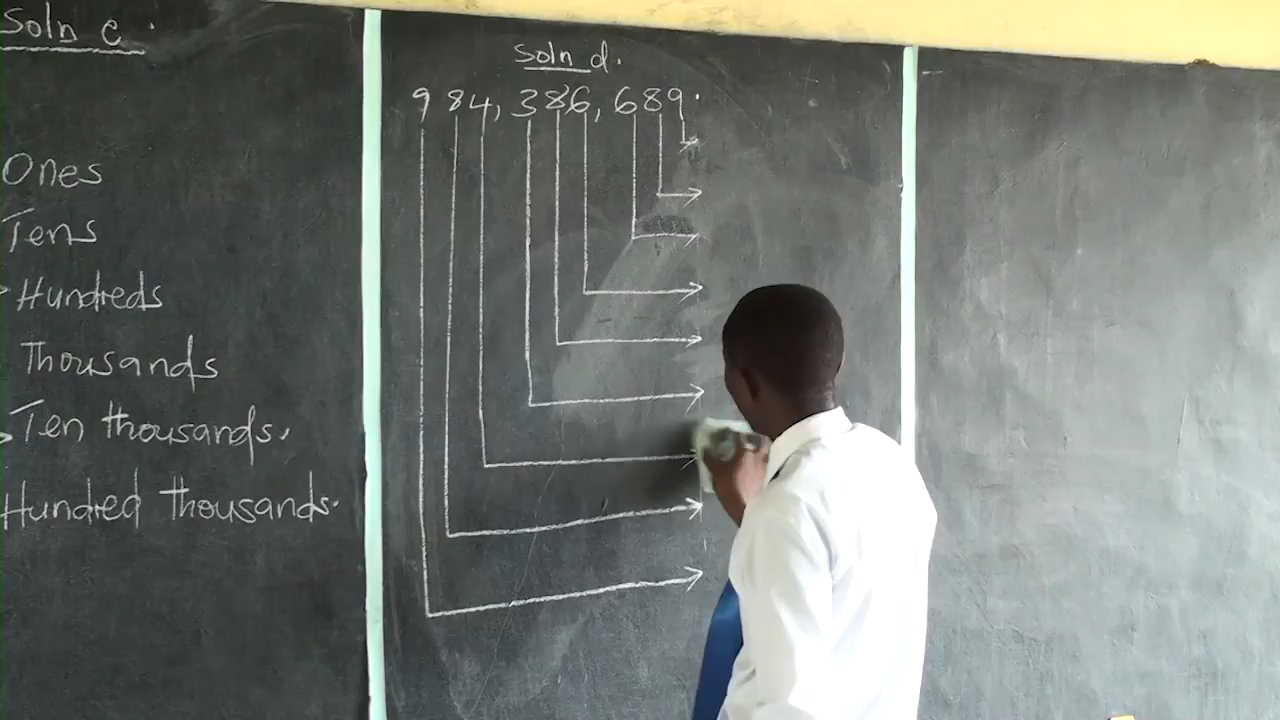 Soln c.
Ones
Tens
Hundreds
Thousands
Ten thousands.
Hundred thousands.
Soln d.
984,386,689.